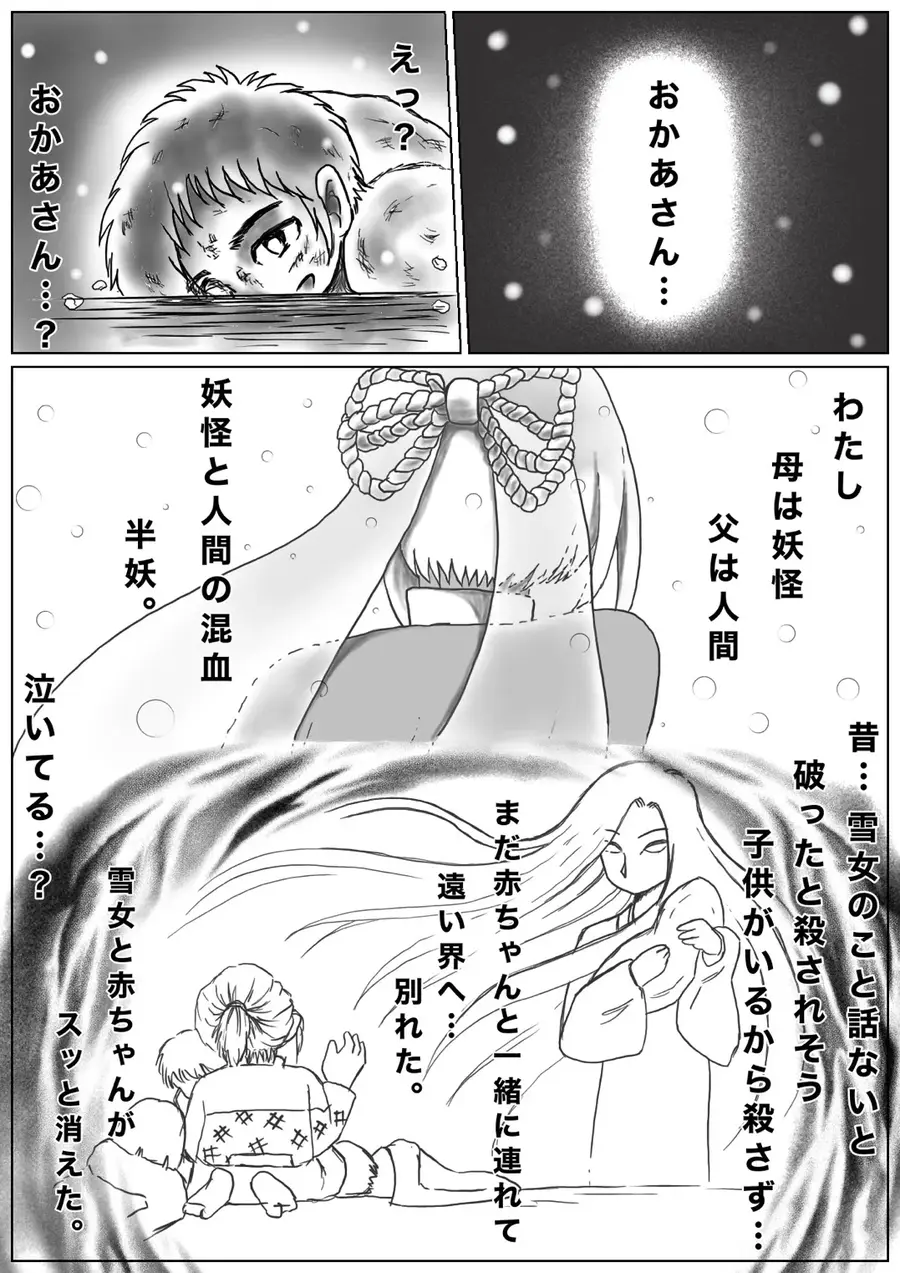 おかあさん…
えっ？
おかあさん…？
わたし
母は妖怪
父は人間
妖怪と人間の混血
半妖。
泣いてる…？
昔…雪女のこと話ないと
破ったと殺されそう
子供がいるから殺さず…
まだ赤ちゃんと一緒に連れて
遠い界へ…
別れた。
雪女と赤ちゃんが
スッと消えた。